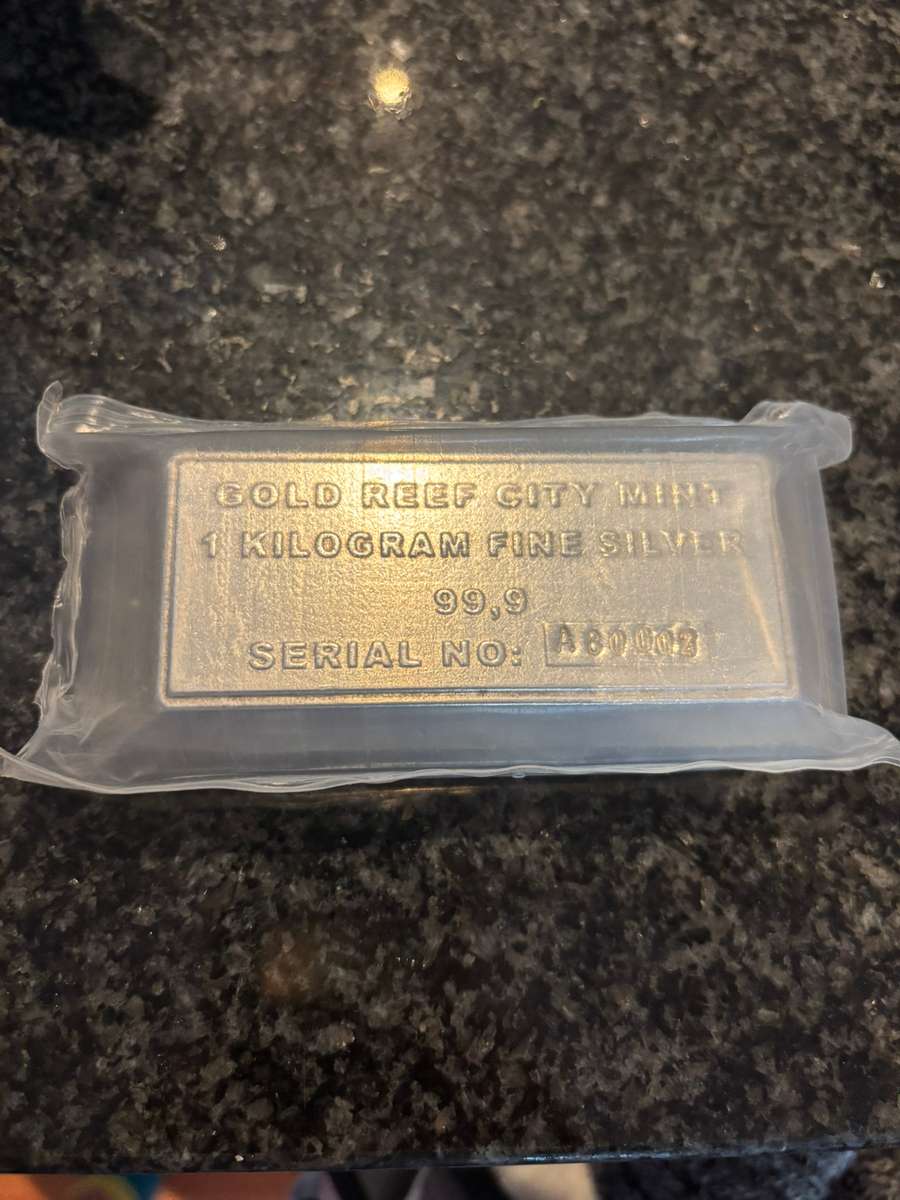 GOLD REEF CITY MINT
1 KILOGRAM FINE SILVER
99,9
SERIAL NO: